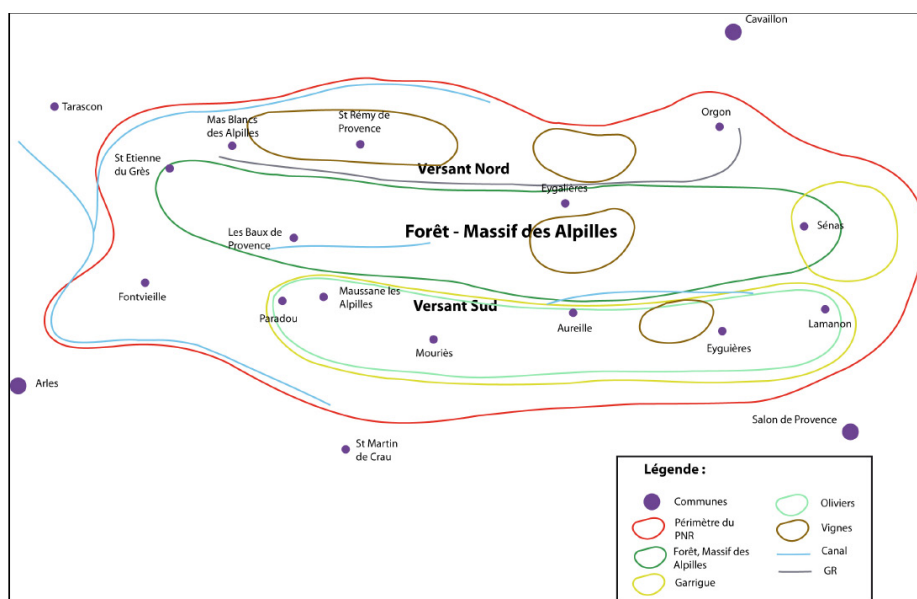 Cavaillon
Tarascon
Orgon
Mas Blancs
des Alpilles
St Rémy de
Provence
St Etienne
du Grès
Versant Nord
Eygalières
Les Baux de
Provence
Forêt - Massif des Alpilles
Sénas
Fontvieille
Maussane les
Alpilles
Paradou
Versant Sud
Aureille
Lamanon
Mouriès
Eyguières
Arles
Salon de Provence
St Martin
de Crau
Légende :
Communes
Périmètre du
PNR
Forêt, Massif des
Alpilles
Garrigue
Oliviers
Vignes
Canal
GR